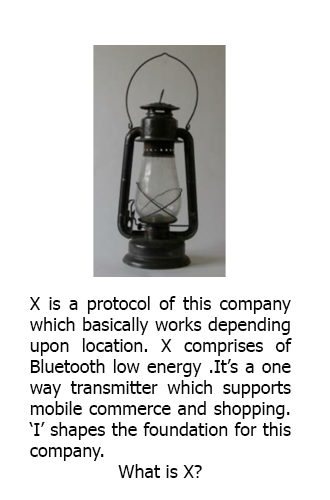 X is a protocol of this company
which basically works depending
upon location. X comprises of
Bluetooth low energy .It’s a one
way transmitter which supports
mobile commerce and shopping.
‘I’ shapes the foundation for this
company.
What is X?